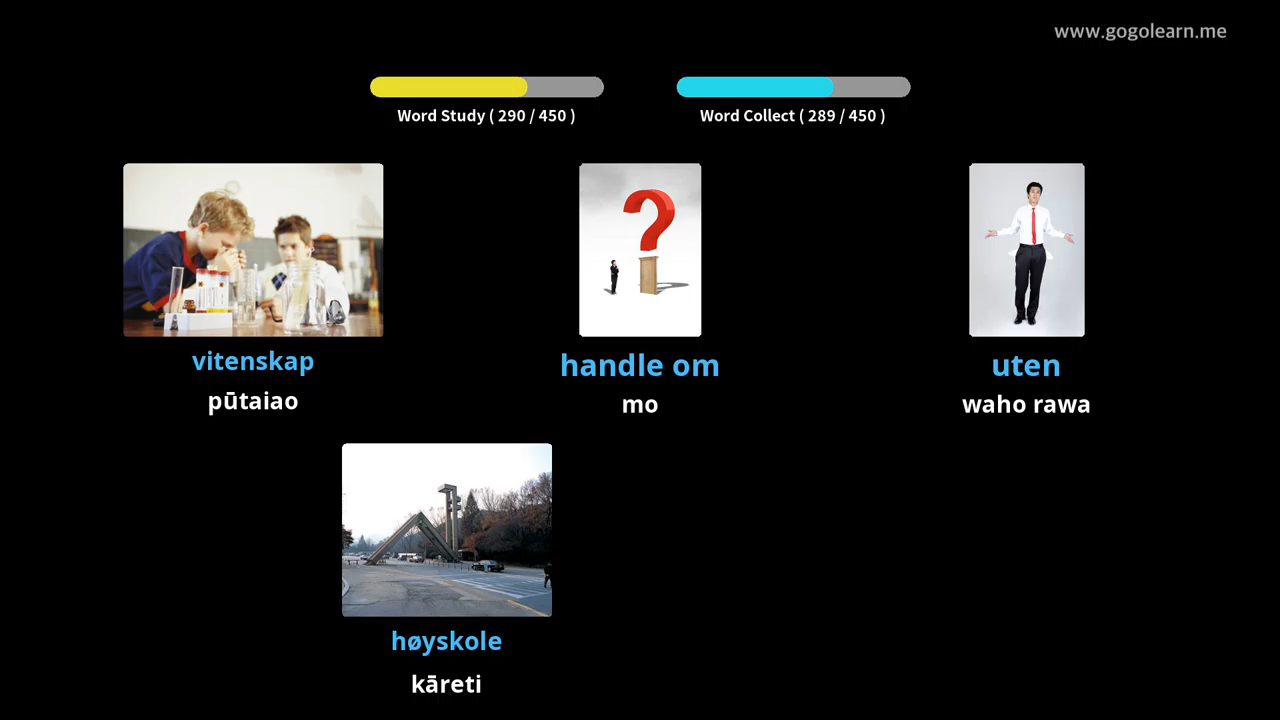 www.gogolearn.me
Word Study ( 290 / 450 )
Word Collect ( 289 / 450 )
vitenskap
pūtaiao
handle om
mo
uten
waho rawa
høyskole
kāreti